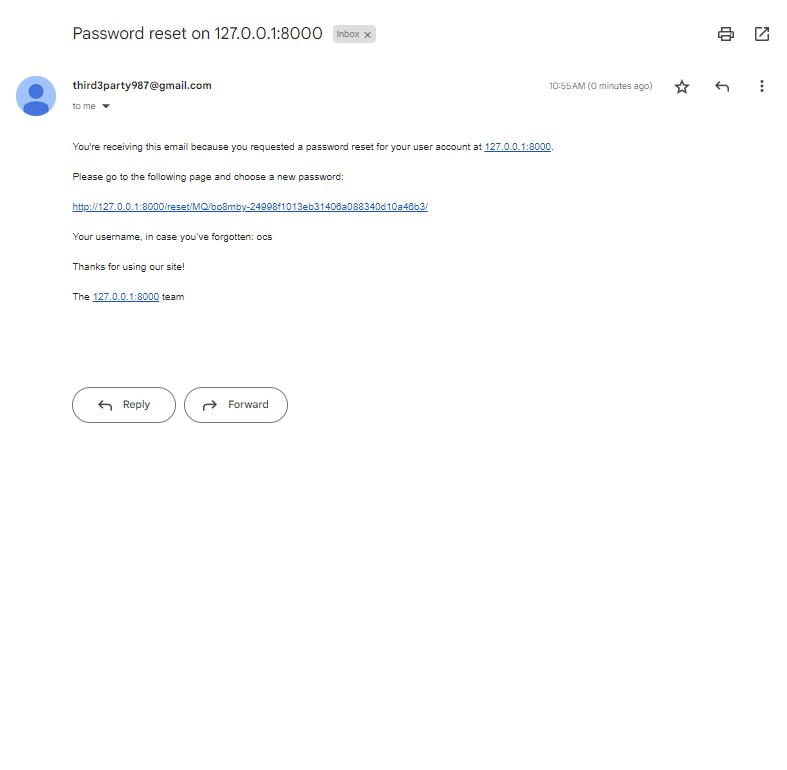 Password reset on 127.0.0.1:8000 Inbox x
third3party987@gmail.com 10:55 AM (0 minutes ago)
to me
You're receiving this email because you requested a password reset for your user account at 127.0.0.1:8000.
Please go to the following page and choose a new password:
http://127.0.0.1:8000/reset/MQ/bo8mby-24998f1013eb31406a088340d10a46b3/
Your username, in case you've forgotten: ocs
Thanks for using our site!
The 127.0.0.1:8000 team
Reply Forward